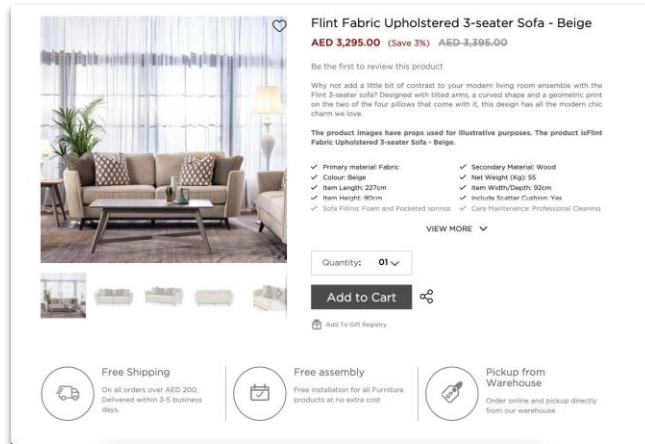 Flint Fabric Upholstered 3-seater Sofa - Beige
AED 3,295.00 (Save 3%) AED 3,395.00
Be the first to review this product
Why not add a little bit of contrast to your modern living room ensemble with the
Flint 3-seater sofa? Designed with tilted arms, a curved shape and a geometric print
on the two of the four pillows that come with it, this design has all the modern chic
charm we love.
The product images have props used for illustrative purposes. The product isFlint
Fabric Upholstered 3-seater Sofa - Beige.
✓ Primary material: Fabric
✓ Secondary Material: Wood
✓ Colour: Beige
✓ Net Weight (Kg): 55
✓ Item Length: 227cm
✓ Item Width/Depth: 92cm
✓ Item Height: 90cm
✓ Include Scatter Cushion: Yes
✓ Sofa Filling: Foam and Pocketed springs
✓ Care Maintenance: Professional Cleaning
VIEW MORE
Quantity: 01
Add to Cart
Add To Gift Registry
Free Shipping
On all orders over AED 200,
Delivered within 3-5 business
days.
Free assembly
Free installation for all Furniture
products at no extra cost
Pickup from
Warehouse
Order online and pickup directly
from our warehouse